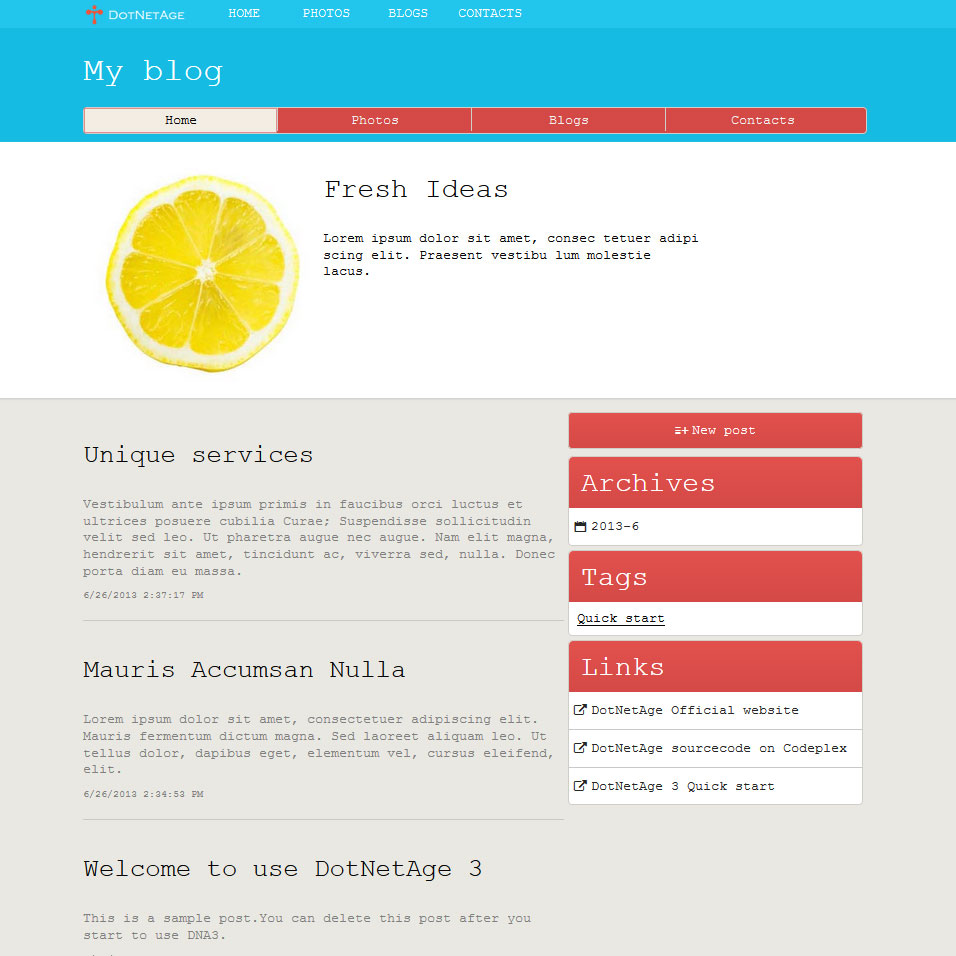 DotNetAge HOME PHOTOS BLOGS CONTACTS
My blog
Home Photos Blogs Contacts
Fresh Ideas
Lorem ipsum dolor sit amet, consec tetuer adipi
scing elit. Praesent vestibu lum molestie
lacus.
Unique services
Vestibulum ante ipsum primis in faucibus orci luctus et
ultrices posuere cubilia Curae; Suspendisse sollicitudin
velit sed leo. Ut pharetra augue nec augue. Nam elit magna,
hendrerit sit amet, tincidunt ac, viverra sed, nulla. Donec
porta diam eu massa.
6/26/2013 2:37:17 PM
Mauris Accumsan Nulla
Lorem ipsum dolor sit amet, consectetuer adipiscing elit.
Mauris fermentum dictum magna. Sed laoreet aliquam leo. Ut
tellus dolor, dapibus eget, elementum vel, cursus eleifend,
elit.
6/26/2013 2:34:53 PM
Welcome to use DotNetAge 3
This is a sample post.You can delete this post after you
start to use DNA3.
New post
Archives
2013-6
Tags
Quick start
Links
DotNetAge Official website
DotNetAge sourcecode on Codeplex
DotNetAge 3 Quick start